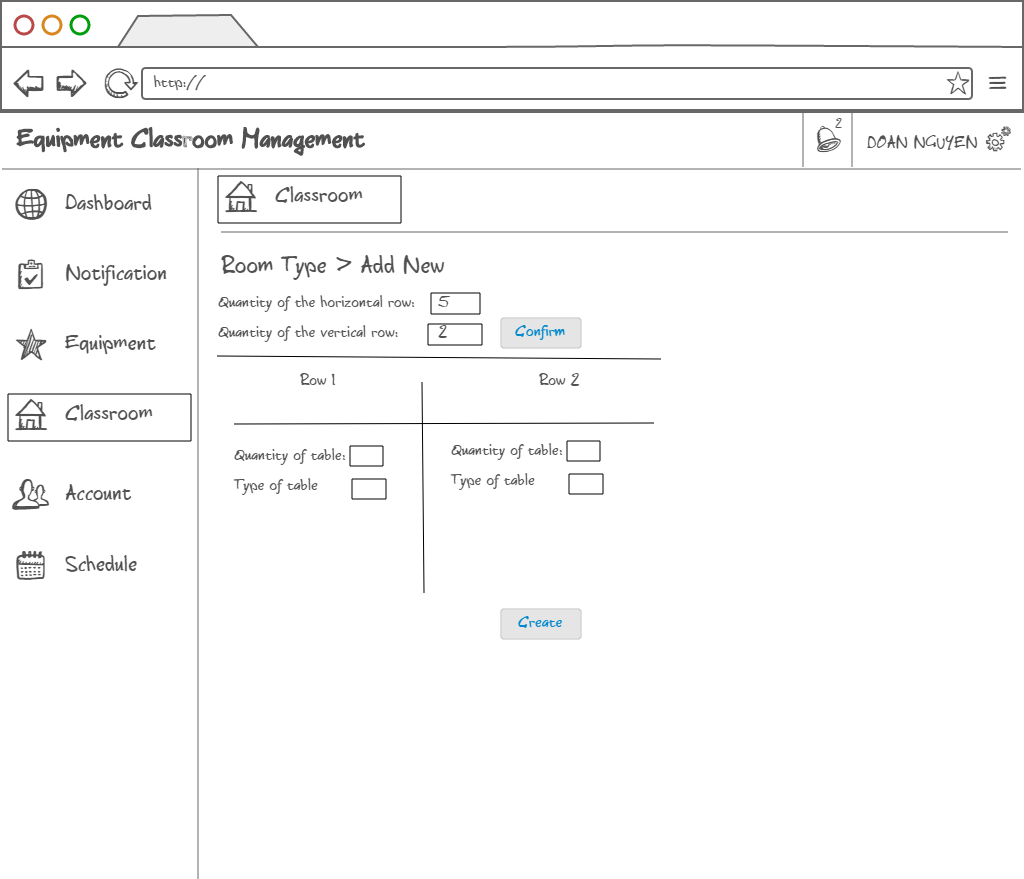 http://
Equipment Classroom Management
2
DOAN NGUYEN
Dashboard
Notification
Equipment
Classroom
Account
Schedule
Classroom
Room Type > Add New
Quantity of the horizontal row: 5
Quantity of the vertical row: 2
Confirm
Row 1
Row 2
Quantity of table:
Type of table
Quantity of table:
Type of table
Create